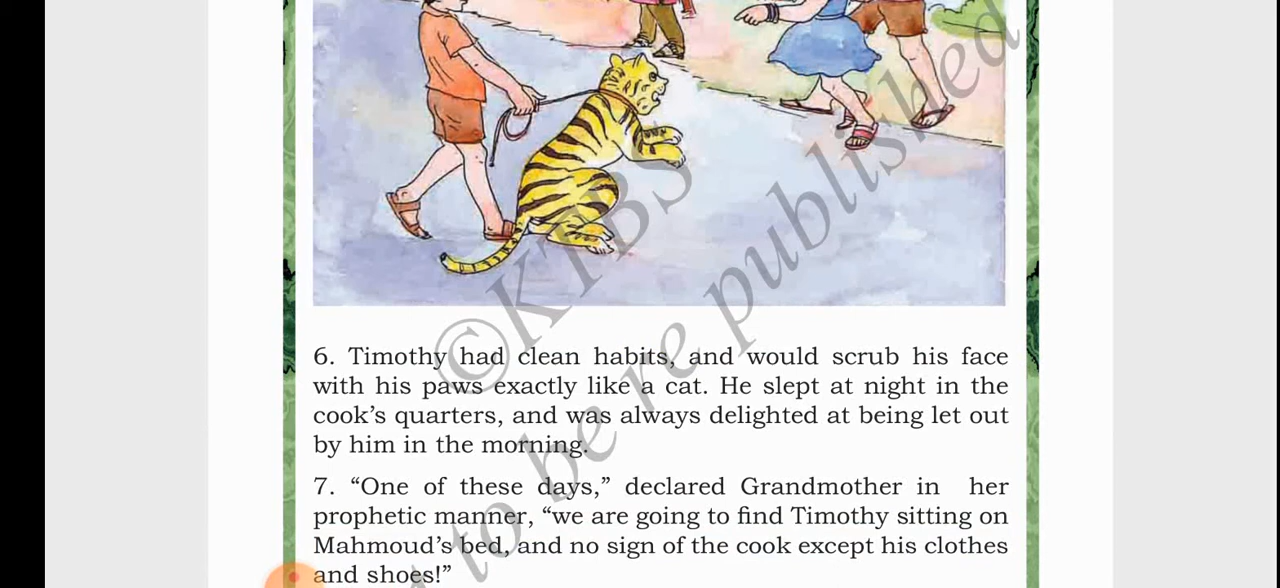 6. Timothy had clean habits, and would scrub his face
with his paws exactly like a cat. He slept at night in the
cook's quarters, and was always delighted at being let out
by him in the morning.
7. “One of these days,” declared Grandmother in her
prophetic manner, “we are going to find Timothy sitting on
Mahmoud's bed, and no sign of the cook except his clothes
and shoes!”
©KTBS
to be re published